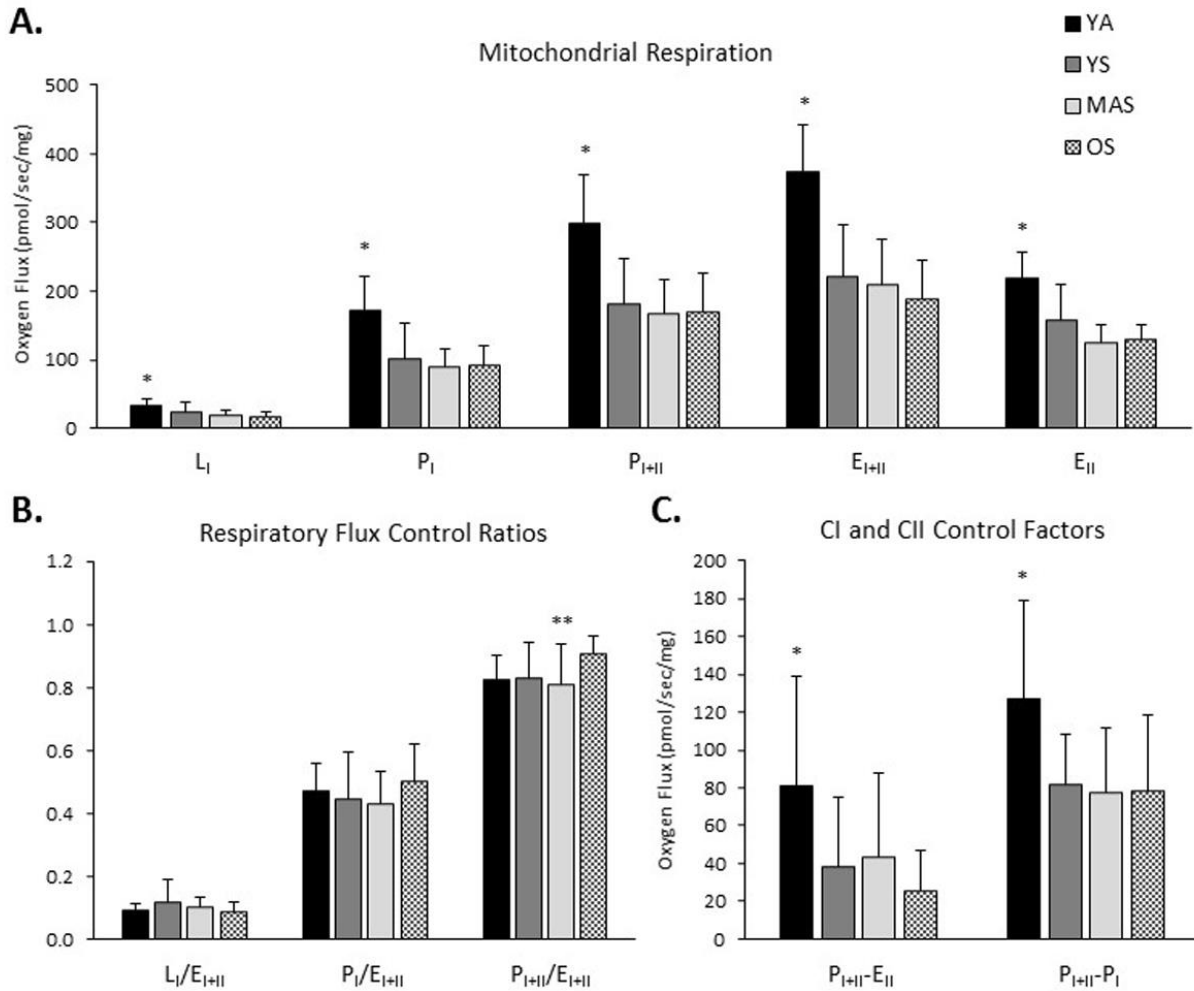 A.
Mitochondrial Respiration
YA
YS
MAS
OS
Oxygen Flux (pmol/sec/mg)
500
400
300
200
100
0
*
*
*
*
*
L_I
P_I
P_I+II
E_I+II
E_II
B.
Respiratory Flux Control Ratios
1.2
1.0
0.8
0.6
0.4
0.2
0.0
**
L_I/E_I+II
P_I/E_I+II
P_I+II/E_I+II
C.
CI and CII Control Factors
Oxygen Flux (pmol/sec/mg)
200
180
160
140
120
100
80
60
40
20
0
*
*
P_I+II-E_II
P_I+II-P_I